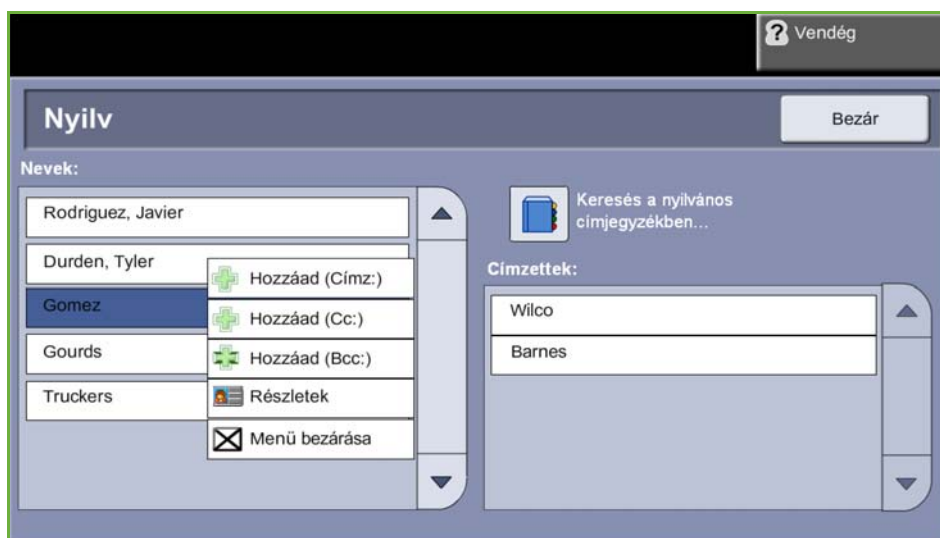 Vendég
Nyilv
Bezár
Nevek:
Rodriguez, Javier
Durden, Tyler
Gomez
Gourds
Truckers
Hozzáad (Címz:)
Hozzáad (Cc:)
Hozzáad (Bcc:)
Részletek
Menü bezárása
Keresés a nyilvános
címjegyzékben...
Címzettek:
Wilco
Barnes